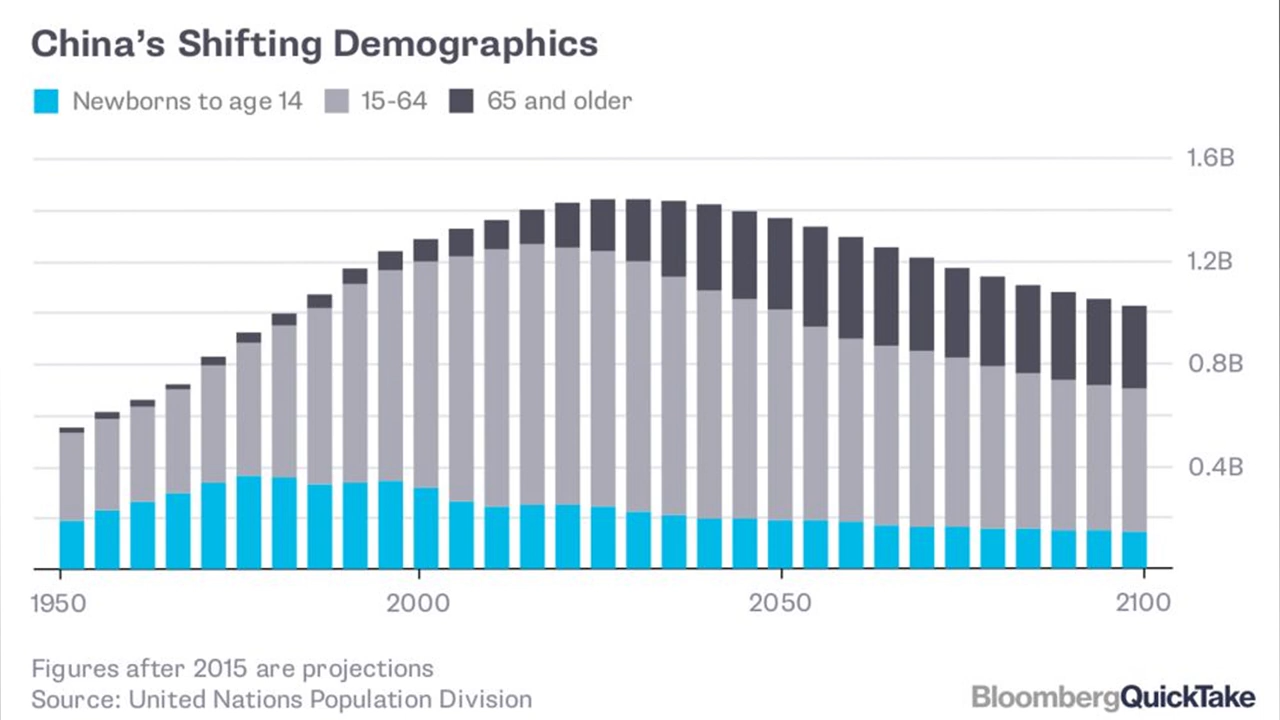 China's Shifting Demographics
Newborns to age 14 15-64 65 and older
1.6B
1.2B
0.8B
0.4B
1950 2000 2050 2100
Figures after 2015 are projections
Source: United Nations Population Division
BloombergQuickTake